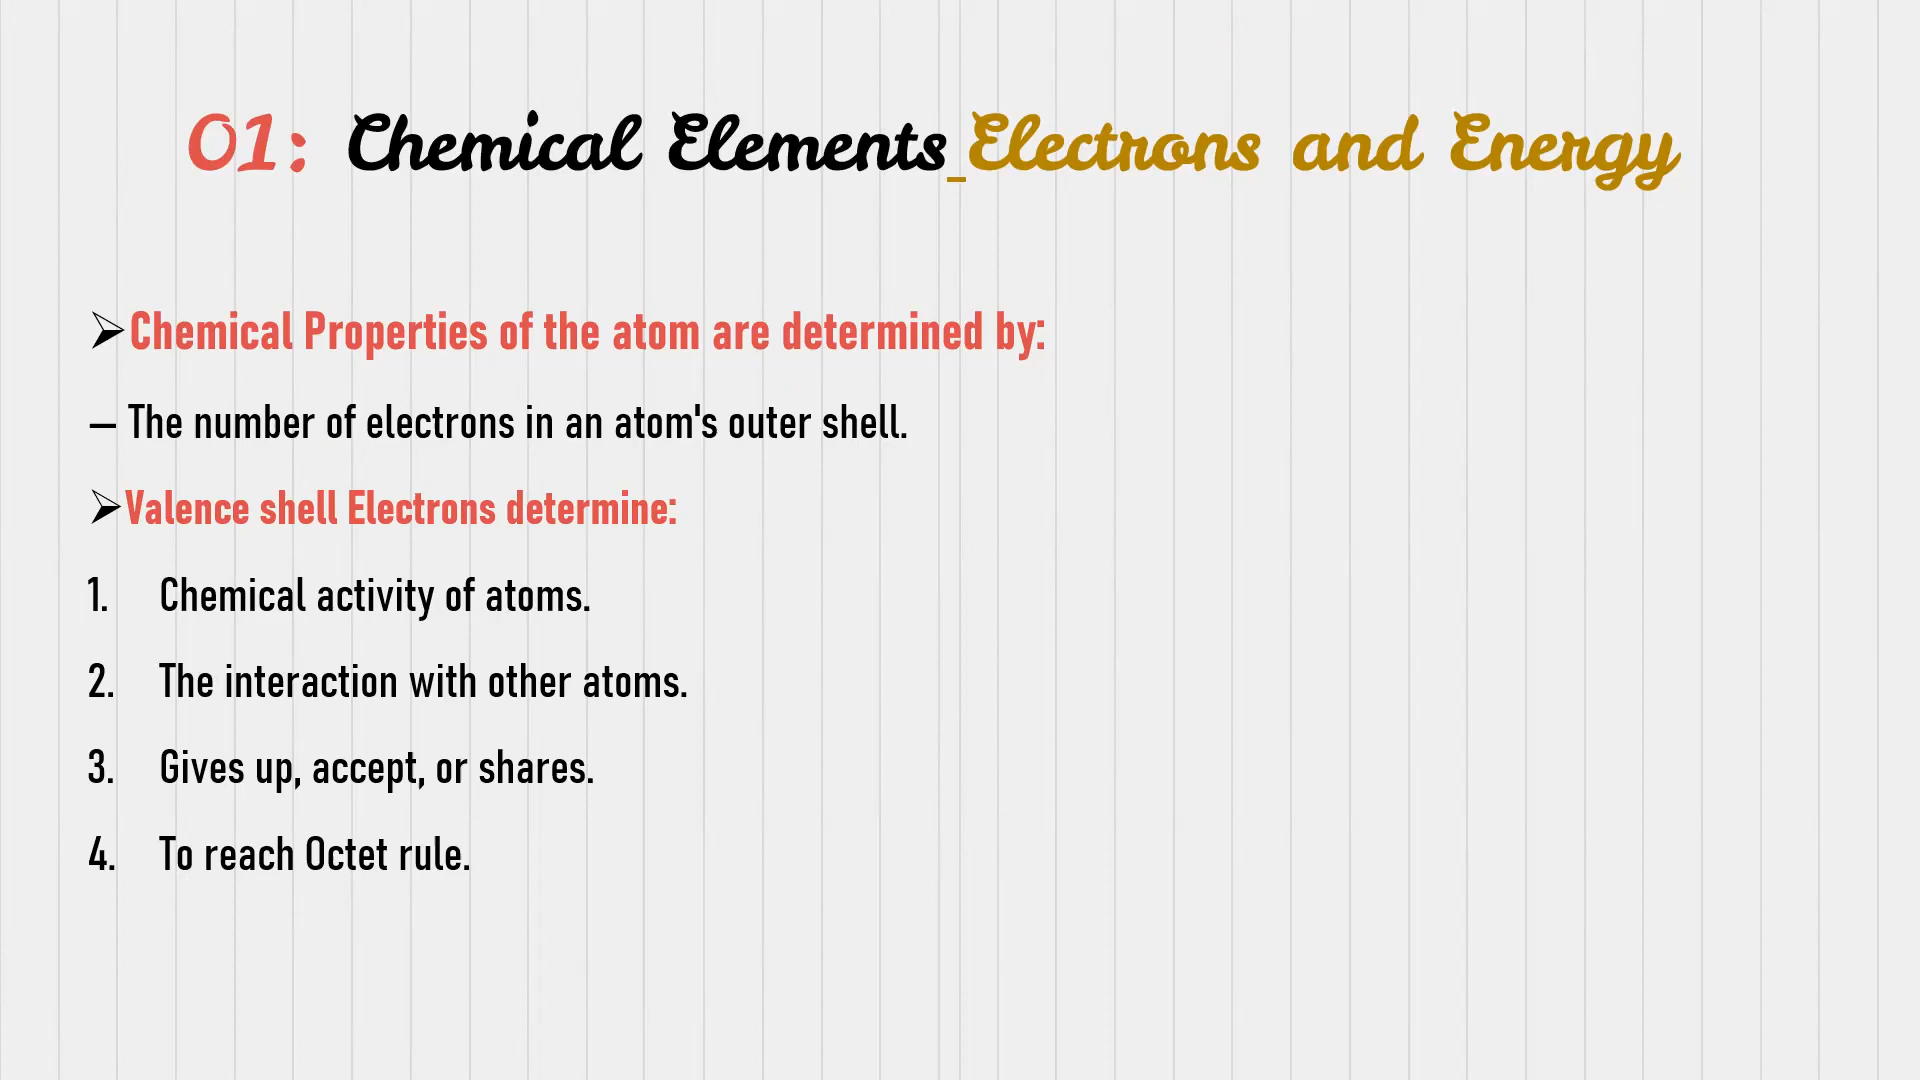 01: Chemical Elements_Electrons and Energy
➢Chemical Properties of the atom are determined by:
– The number of electrons in an atom's outer shell.
➢Valence shell Electrons determine:
1. Chemical activity of atoms.
2. The interaction with other atoms.
3. Gives up, accept, or shares.
4. To reach Octet rule.